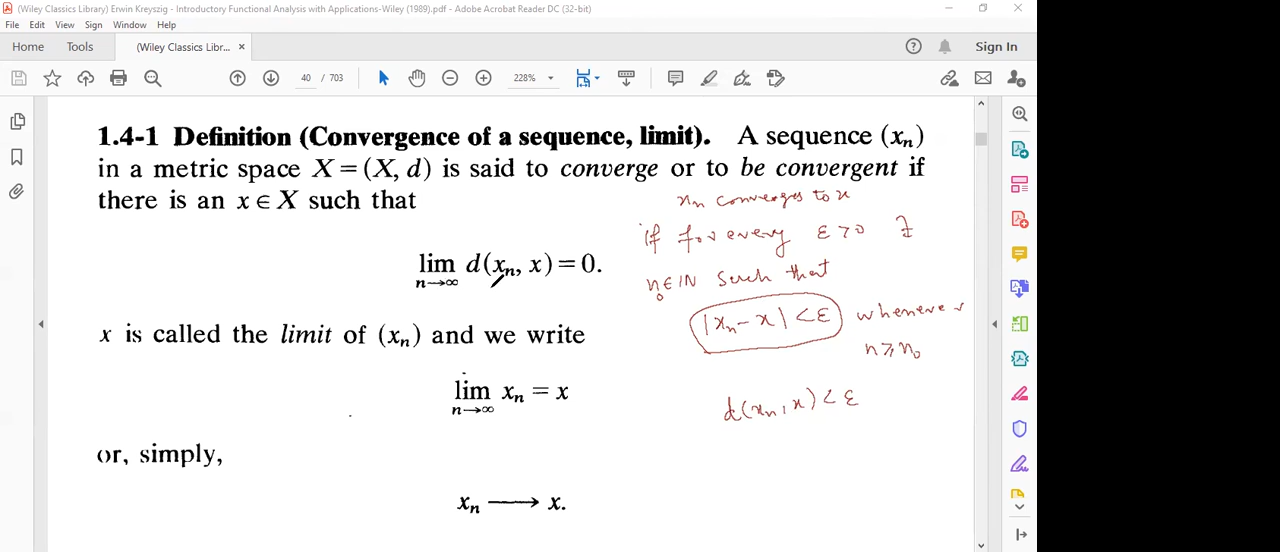 (Wiley Classics Library) Erwin Kreyszig - Introductory Functional Analysis with Applications-Wiley (1989).pdf - Adobe Acrobat Reader DC (32-bit)
File Edit View Sign Window Help
Home Tools (Wiley Classics Libr... × Sign In
40 / 703 228%
1.4-1 Definition (Convergence of a sequence, limit). A sequence (xₙ)
in a metric space X = (X, d) is said to converge or to be convergent if
there is an x ∈ X such that
xₙ converges to x
if for every ε > 0 ∃
lim d(xₙ, x) = 0.
n→∞
n₀ ∈ IN such that
|xₙ - x| < ε whenever
x is called the limit of (xₙ) and we write
n ⩾ n₀
lim xₙ = x
n→∞
d(xₙ, x) < ε
or, simply,
xₙ ⟶ x.